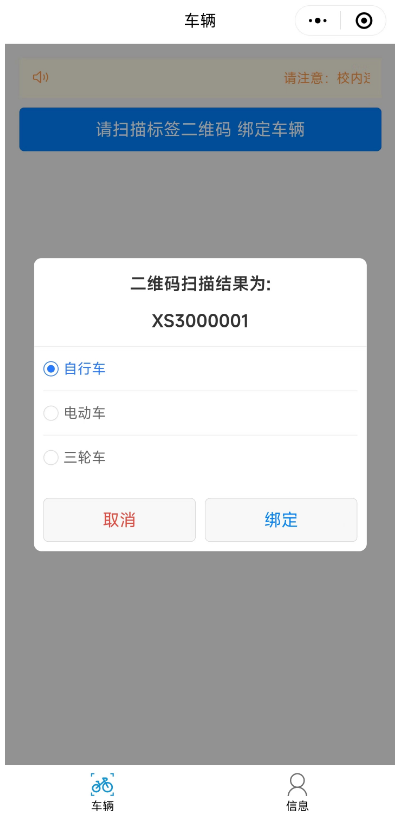 车辆
请注意：校内
请扫描标签二维码 绑定车辆
二维码扫描结果为:
XS3000001
自行车
电动车
三轮车
取消
绑定
车辆
信息